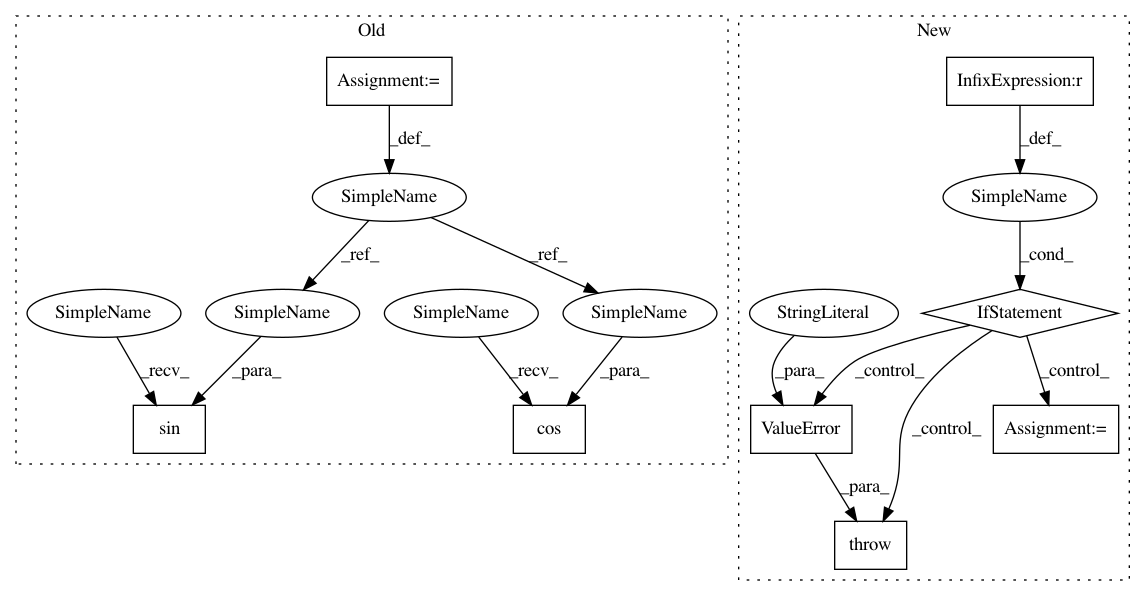 Old
New
Assignment:=
InfixExpression:r
_def_
_def_
SimpleName
SimpleName
_ref_
_ref_
_cond_
SimpleName
SimpleName
SimpleName
SimpleName
StringLiteral
IfStatement
_recv_
_para_
_recv_
_para_
_para_
_control_
_control_
sin
cos
ValueError
_control_
Assignment:=
_para_
throw